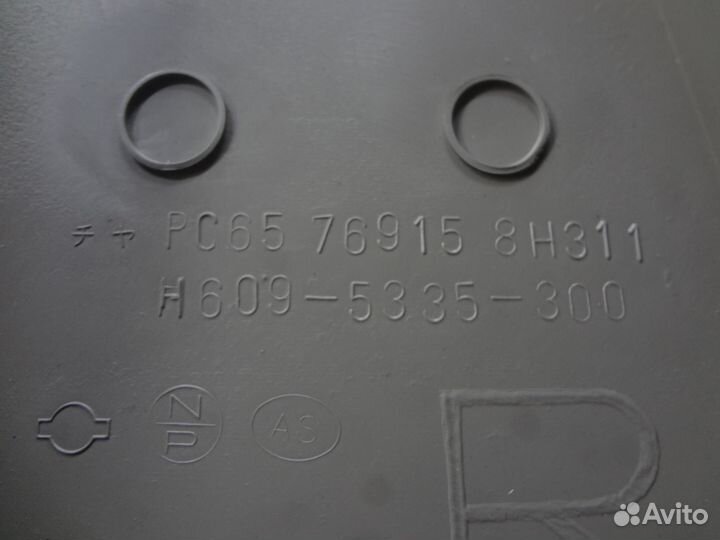 チャ PC65 76915 8H311
H609-5335-300
N
P
AS
R
Avito